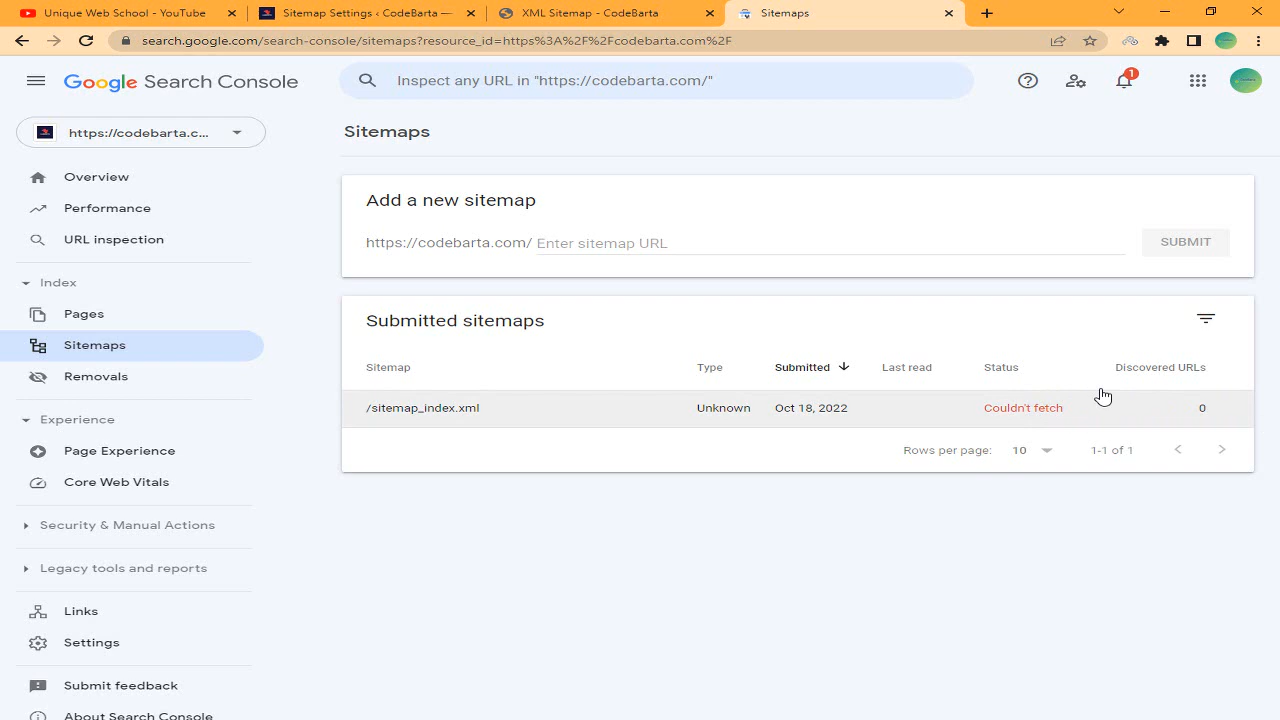 Unique Web School - YouTube
Sitemap Settings ‹ CodeBarta —
XML Sitemap - CodeBarta
Sitemaps
search.google.com/search-console/sitemaps?resource_id=https%3A%2F%2Fcodebarta.com%2F
Google Search Console
Inspect any URL in "https://codebarta.com/"
1
https://codebarta.c...
Sitemaps
Overview
Performance
URL inspection
Index
Pages
Sitemaps
Removals
Experience
Page Experience
Core Web Vitals
Security & Manual Actions
Legacy tools and reports
Links
Settings
Submit feedback
About Search Console
Add a new sitemap
https://codebarta.com/ Enter sitemap URL
SUBMIT
Submitted sitemaps
Sitemap Type Submitted Last read Status Discovered URLs
/sitemap_index.xml Unknown Oct 18, 2022 Couldn't fetch 0
Rows per page: 10 1-1 of 1